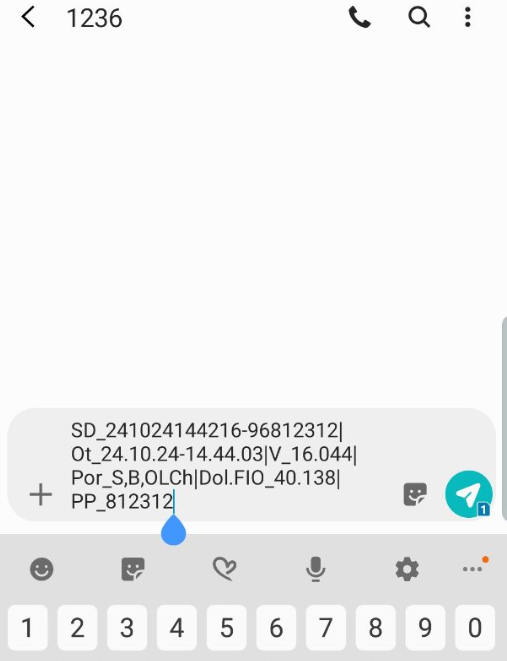 1236
SD_241024144216-96812312|
Ot_24.10.24-14.44.03|V_16.044|
Por_S,B,OLCh|Dol.FIO_40.138|
PP_812312
1
1 2 3 4 5 6 7 8 9 0